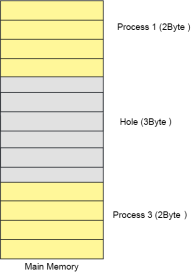 Process 1 (2Byte )
Hole (3Byte )
Process 3 (2Byte )
Main Memory